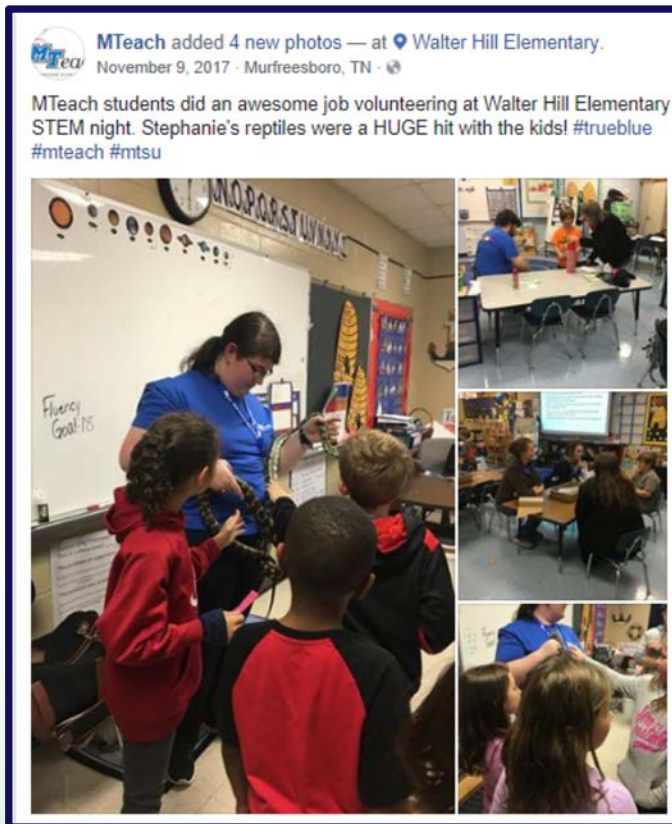 MTeach added 4 new photos — at Walter Hill Elementary.
November 9, 2017 · Murfreesboro, TN ·
MTeach students did an awesome job volunteering at Walter Hill Elementary
STEM night. Stephanie's reptiles were a HUGE hit with the kids! #trueblue
#mteach #mtsu
Fluency
Goal:18